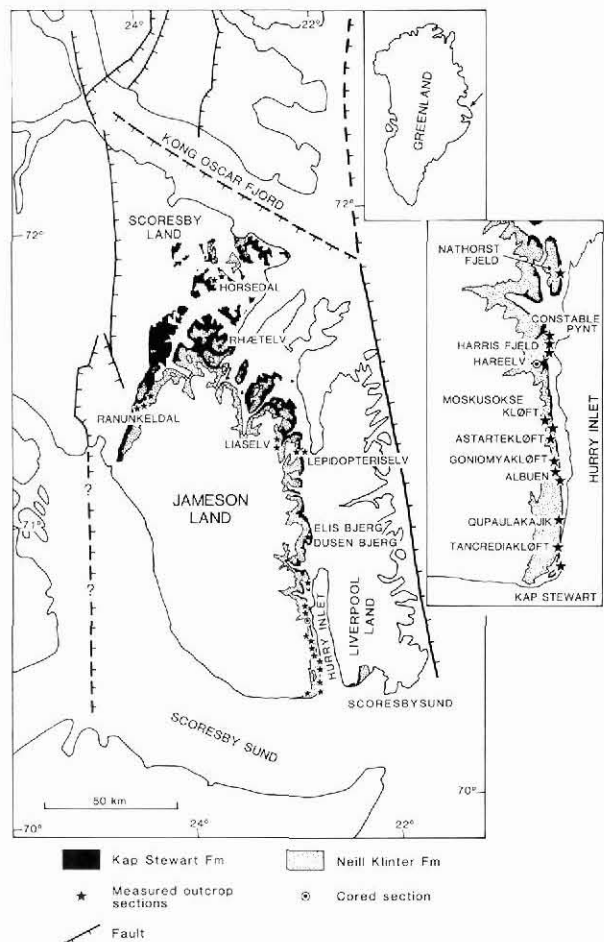 24°
22°
GREENLAND
KONG OSCAR FJORD
72°
72°
SCORESBY
LAND
HORSEDAL
RHÆTELV
RANUNKELDAL
LIASELV
LEPIDOPTERISELV
JAMESON
LAND
71°
ELIS BJERG
DUSEN BJERG
HURRY INLET
LIVERPOOL
LAND
SCORESBYSUND
SCORESBY SUND
?
?
50 km
70°
70°
24°
22°
NATHORST
FJELD
CONSTABLE
PYNT
HARRIS FJELD
HAREELV
MOSKUSOKSE
KLØFT
ASTARTEKLØFT
GONIOMYAKLØFT
ALBUEN
QUPAULAKAJIK
TANCREDIAKLØFT
HURRY INLET
KAP STEWART
Kap Stewart Fm
Neill Klinter Fm
Measured outcrop
sections
Cored section
Fault